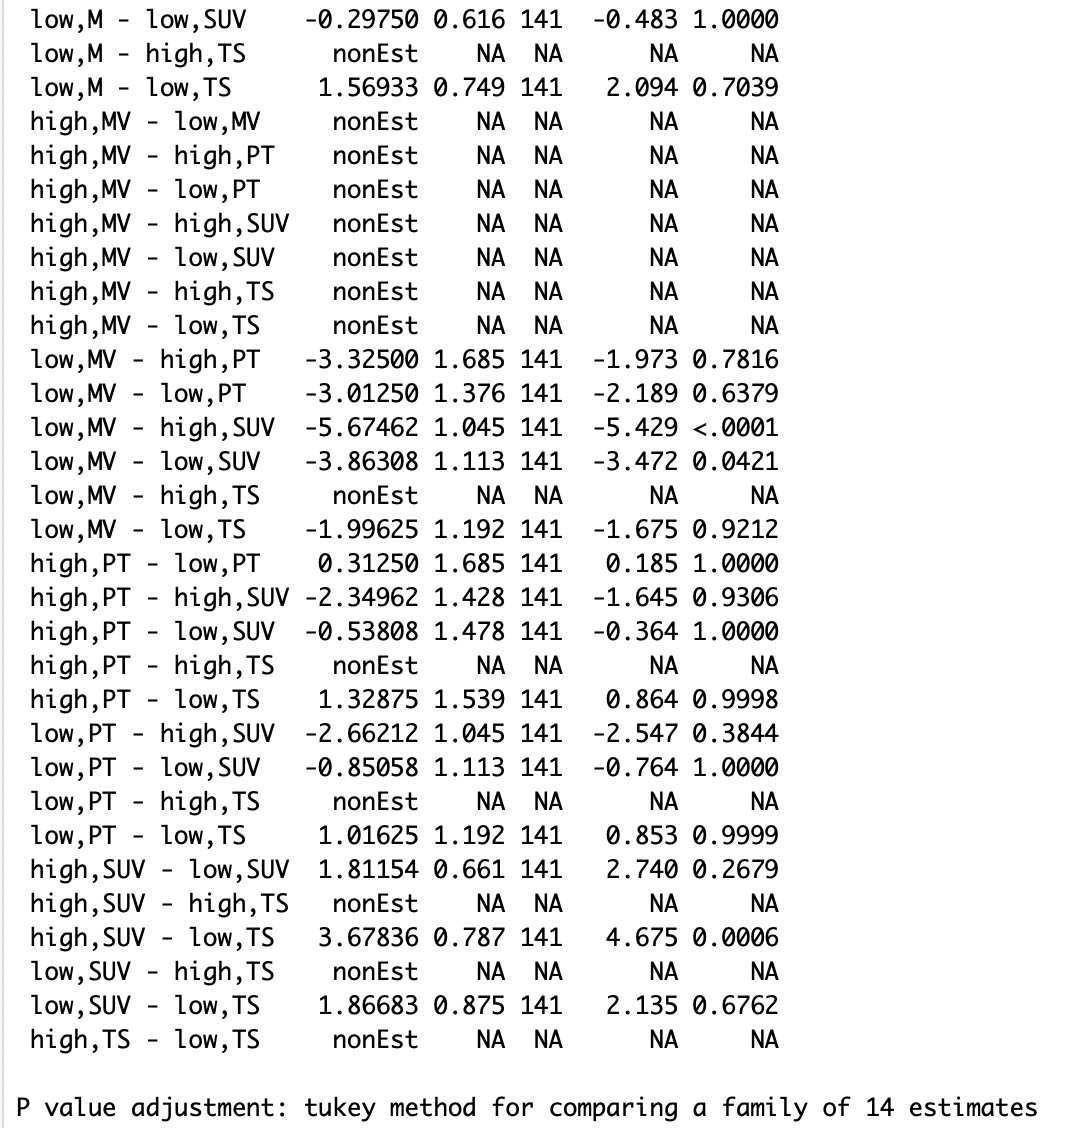 low,M - low,SUV -0.29750 0.616 141 -0.483 1.0000
low,M - high,TS nonEst NA NA NA NA
low,M - low,TS 1.56933 0.749 141 2.094 0.7039
high,MV - low,MV nonEst NA NA NA NA
high,MV - high,PT nonEst NA NA NA NA
high,MV - low,PT nonEst NA NA NA NA
high,MV - high,SUV nonEst NA NA NA NA
high,MV - low,SUV nonEst NA NA NA NA
high,MV - high,TS nonEst NA NA NA NA
high,MV - low,TS nonEst NA NA NA NA
low,MV - high,PT -3.32500 1.685 141 -1.973 0.7816
low,MV - low,PT -3.01250 1.376 141 -2.189 0.6379
low,MV - high,SUV -5.67462 1.045 141 -5.429 <.0001
low,MV - low,SUV -3.86308 1.113 141 -3.472 0.0421
low,MV - high,TS nonEst NA NA NA NA
low,MV - low,TS -1.99625 1.192 141 -1.675 0.9212
high,PT - low,PT 0.31250 1.685 141 0.185 1.0000
high,PT - high,SUV -2.34962 1.428 141 -1.645 0.9306
high,PT - low,SUV -0.53808 1.478 141 -0.364 1.0000
high,PT - high,TS nonEst NA NA NA NA
high,PT - low,TS 1.32875 1.539 141 0.864 0.9998
low,PT - high,SUV -2.66212 1.045 141 -2.547 0.3844
low,PT - low,SUV -0.85058 1.113 141 -0.764 1.0000
low,PT - high,TS nonEst NA NA NA NA
low,PT - low,TS 1.01625 1.192 141 0.853 0.9999
high,SUV - low,SUV 1.81154 0.661 141 2.740 0.2679
high,SUV - high,TS nonEst NA NA NA NA
high,SUV - low,TS 3.67836 0.787 141 4.675 0.0006
low,SUV - high,TS nonEst NA NA NA NA
low,SUV - low,TS 1.86683 0.875 141 2.135 0.6762
high,TS - low,TS nonEst NA NA NA NA
P value adjustment: tukey method for comparing a family of 14 estimates